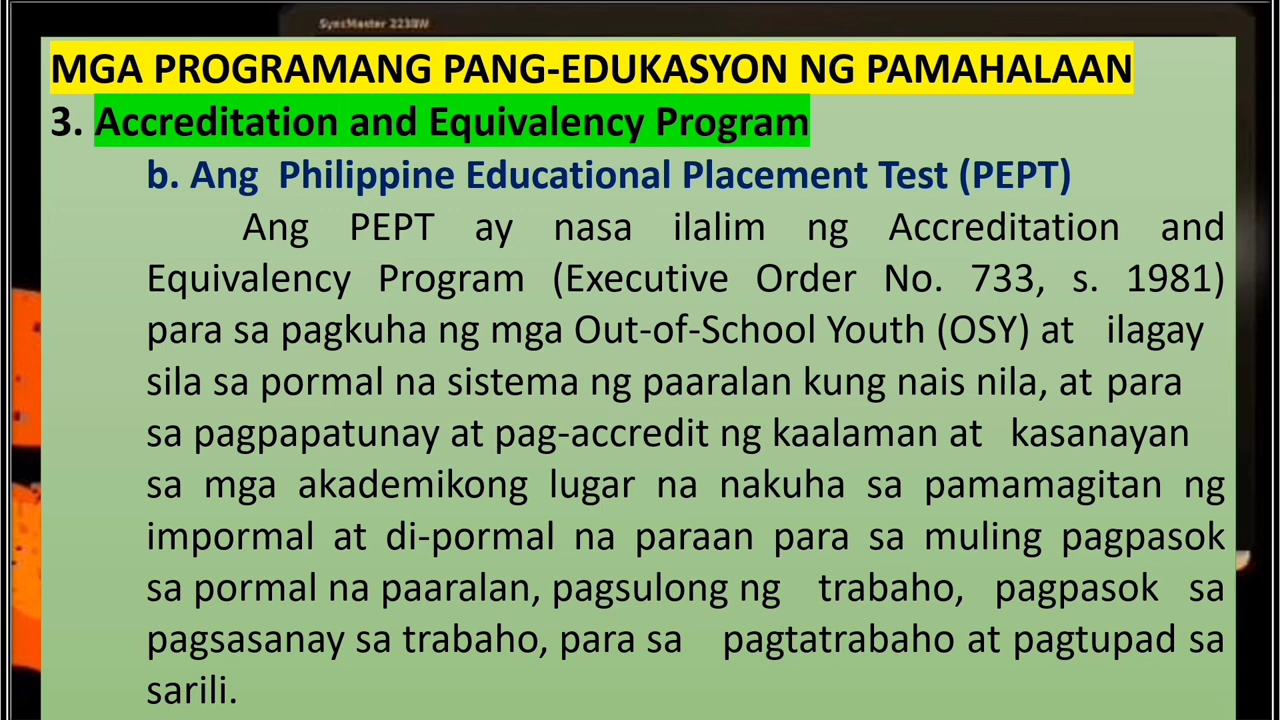 SyncMaster 2233SW
MGA PROGRAMANG PANG-EDUKASYON NG PAMAHALAAN
3. Accreditation and Equivalency Program
b. Ang Philippine Educational Placement Test (PEPT)
Ang PEPT ay nasa ilalim ng Accreditation and
Equivalency Program (Executive Order No. 733, s. 1981)
para sa pagkuha ng mga Out-of-School Youth (OSY) at ilagay
sila sa pormal na sistema ng paaralan kung nais nila, at para
sa pagpapatunay at pag-accredit ng kaalaman at kasanayan
sa mga akademikong lugar na nakuha sa pamamagitan ng
impormal at di-pormal na paraan para sa muling pagpasok
sa pormal na paaralan, pagsulong ng trabaho, pagpasok sa
pagsasanay sa trabaho, para sa pagtatrabaho at pagtupad sa
sarili.